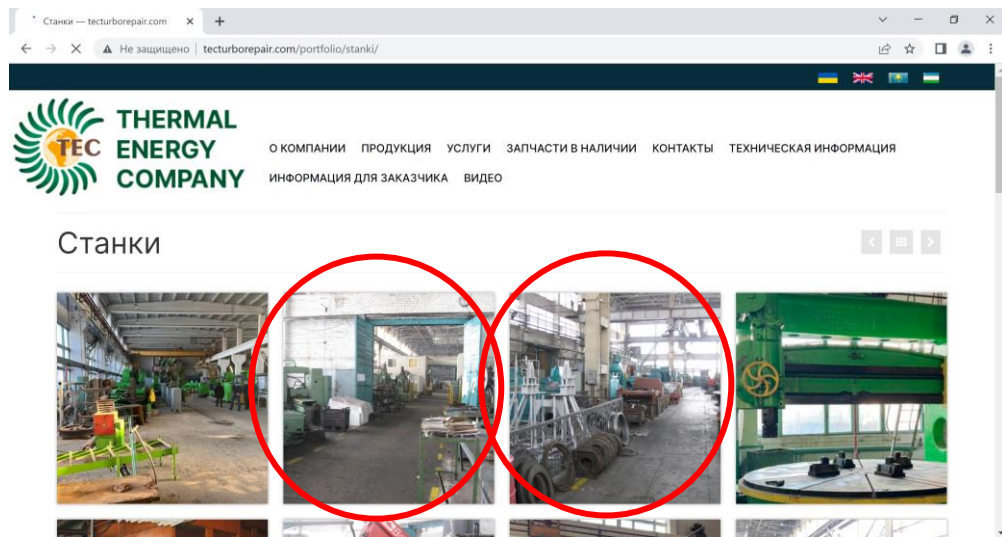 Станки — tecturborepair.com
Не защищено | tecturborepair.com/portfolio/stanki/
TEC
THERMAL
ENERGY
COMPANY
О КОМПАНИИ ПРОДУКЦИЯ УСЛУГИ ЗАПЧАСТИ В НАЛИЧИИ КОНТАКТЫ ТЕХНИЧЕСКАЯ ИНФОРМАЦИЯ
ИНФОРМАЦИЯ ДЛЯ ЗАКАЗЧИКА ВИДЕО
Станки